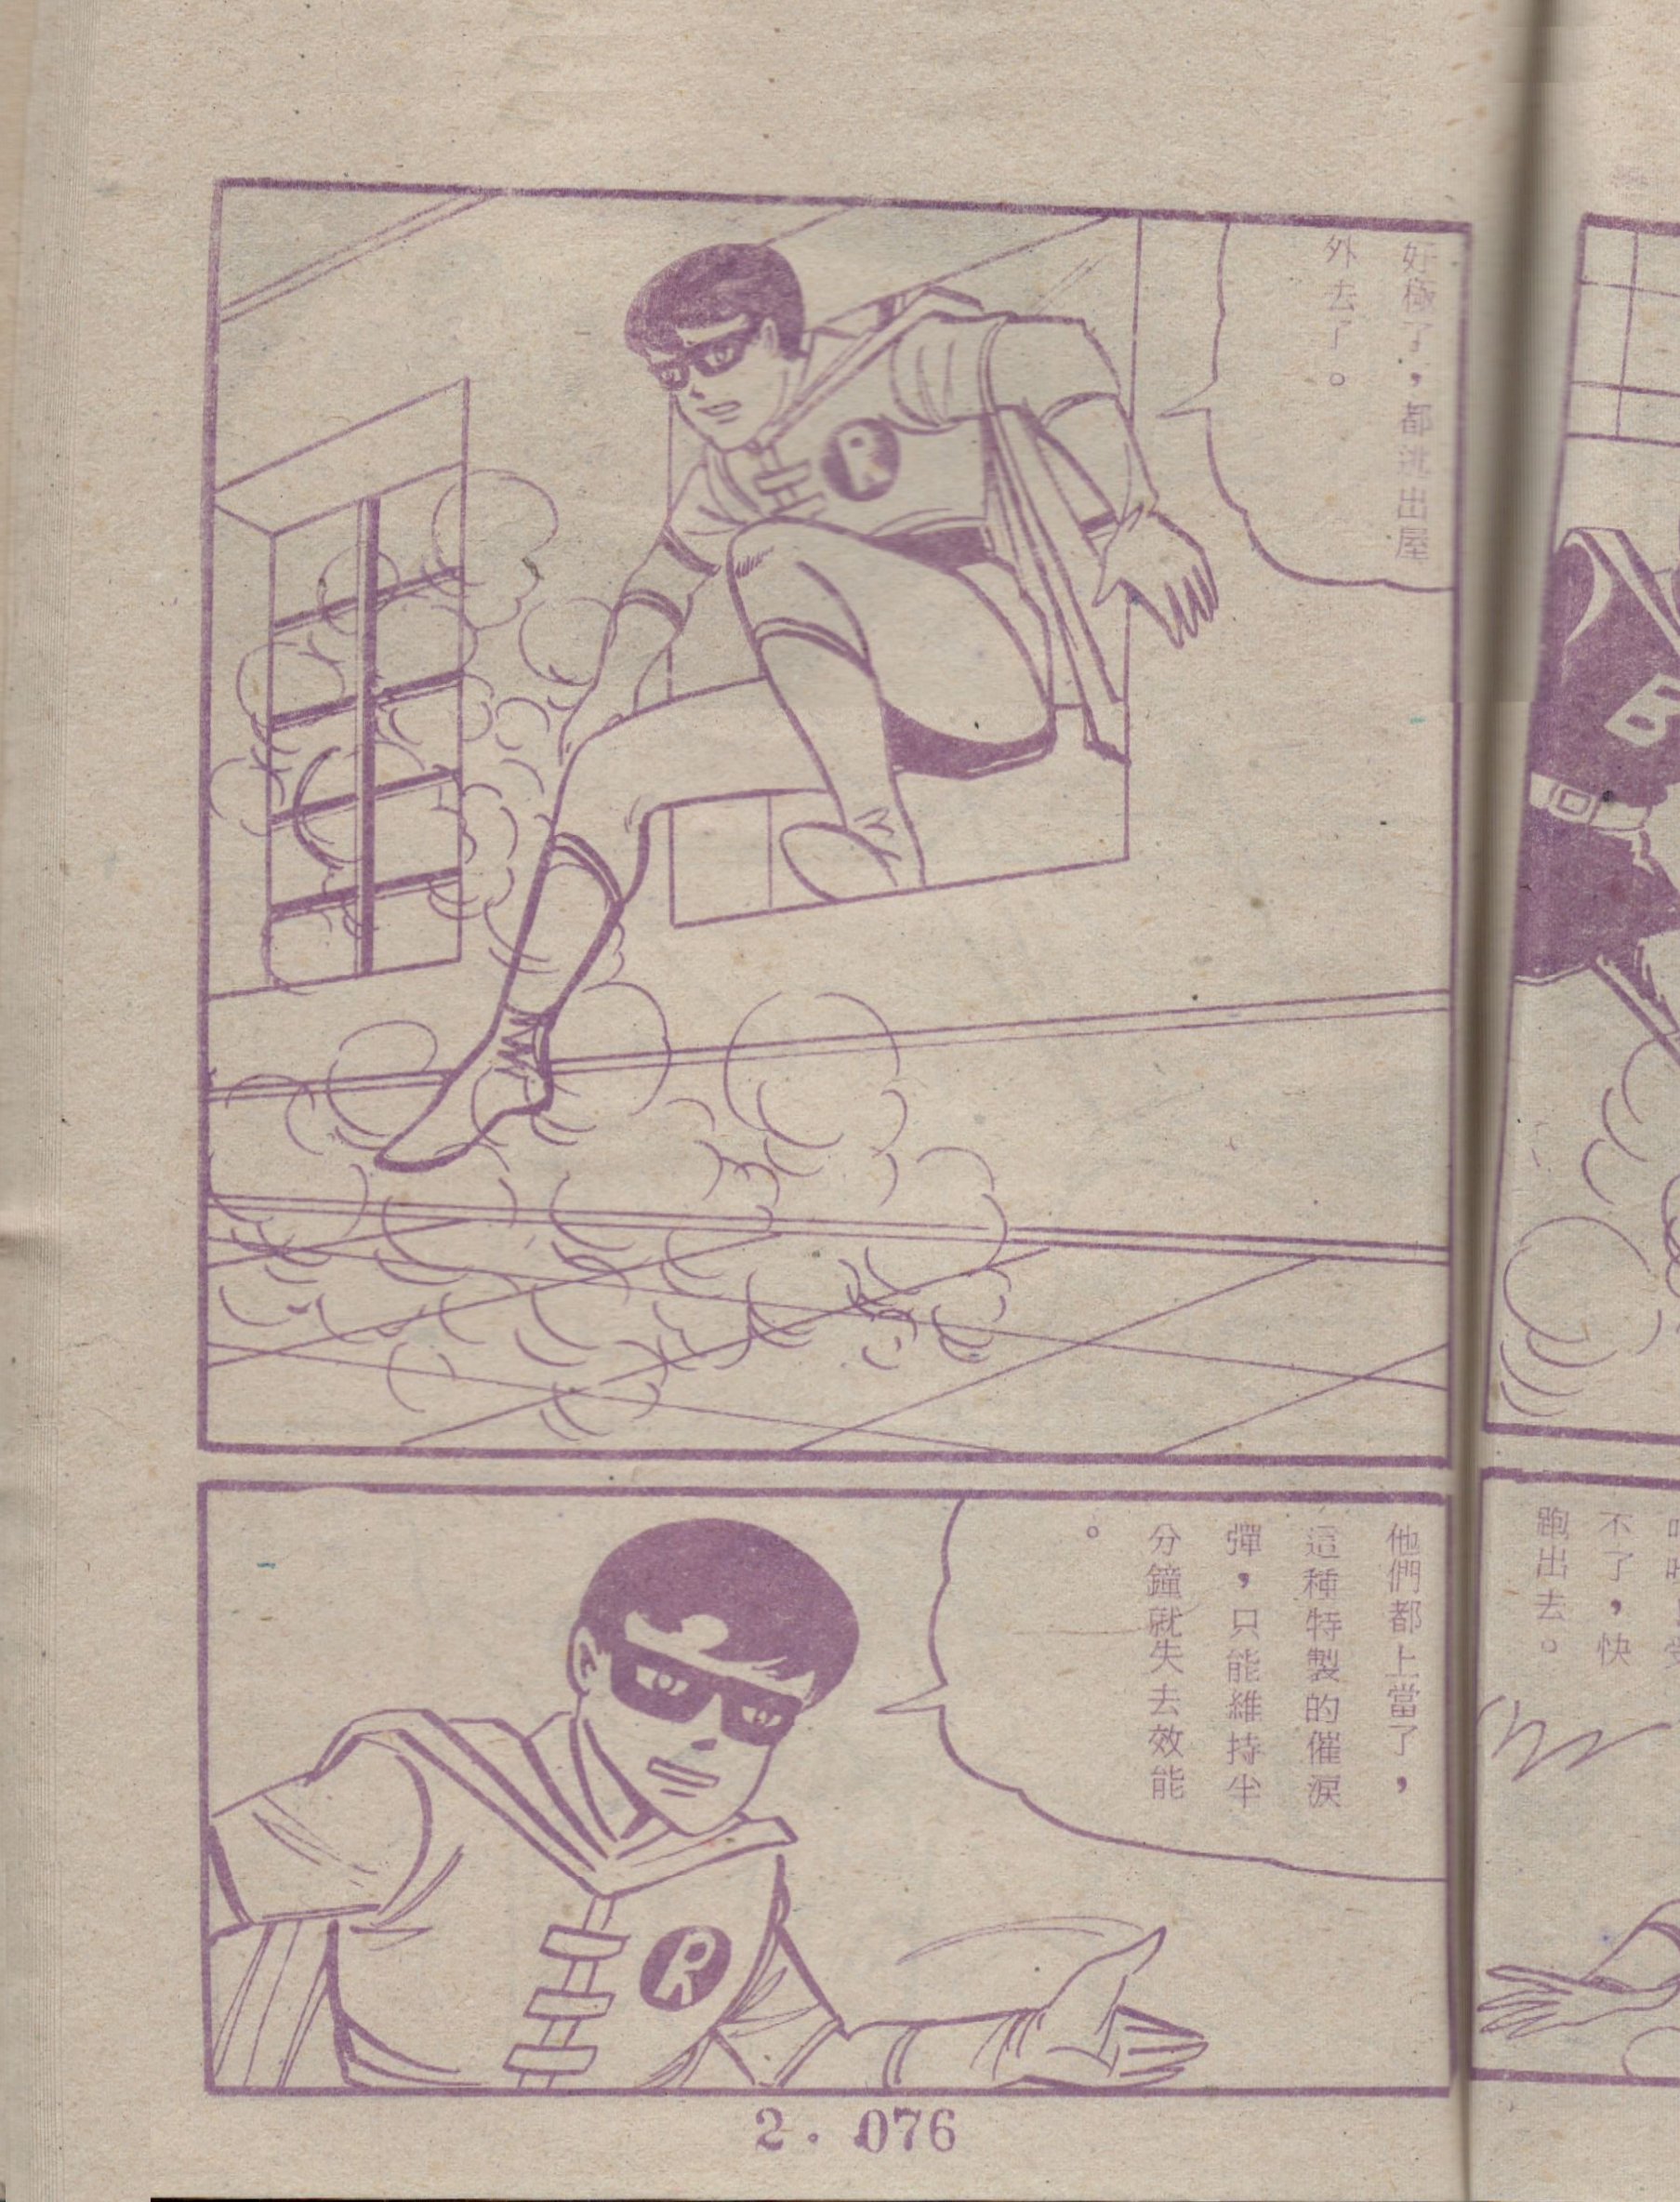 好極了，都逃出屋
外去了。
R
他們都上當了，
這種特製的催淚
彈，只能維持半
分鐘就失去效能
。
R
2.076
B
不了，快
跑出去。